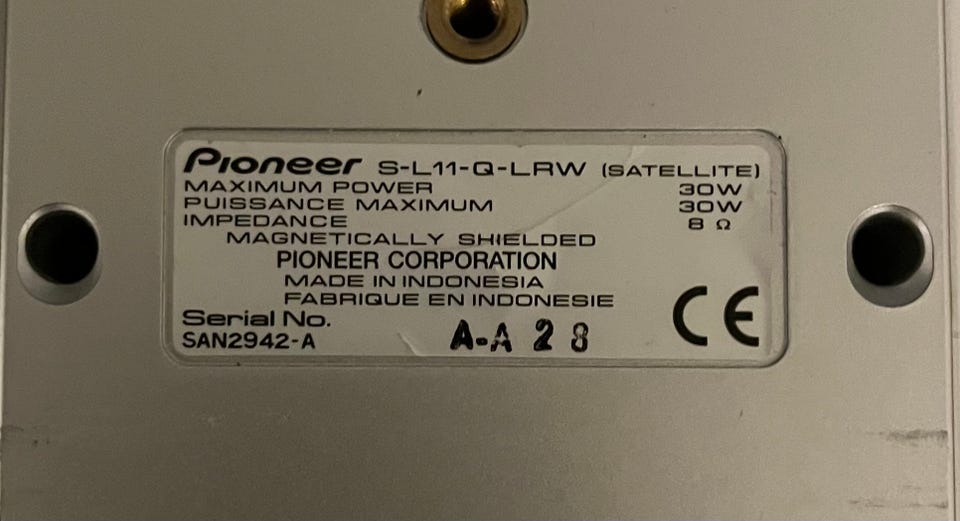 Pioneer S-L11-Q-LRW (SATELLITE)
MAXIMUM POWER 30W
PUISSANCE MAXIMUM 30W
IMPEDANCE 8 Ω
MAGNETICALLY SHIELDED
PIONEER CORPORATION
MADE IN INDONESIA
FABRIQUE EN INDONESIE
Serial No.
SAN2942-A A-A 28
CE